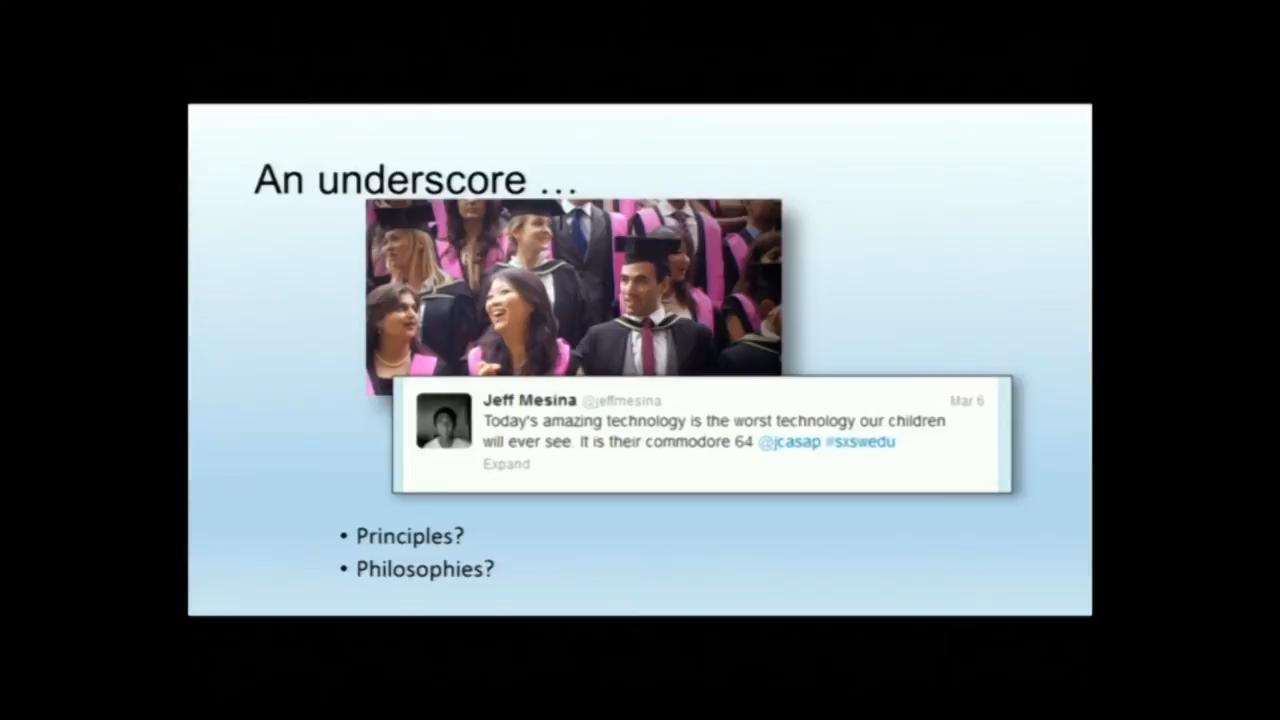 An underscore …
Jeff Mesina @jeffmesina Mar 6
Today's amazing technology is the worst technology our children
will ever see. It is their commodore 64 @jcasap #sxswedu
Expand
• Principles?
• Philosophies?